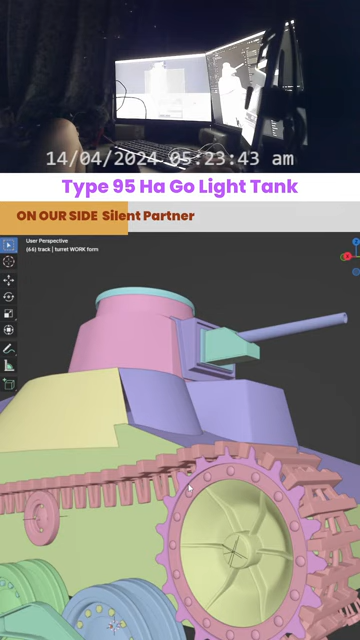 14/04/2024 05:23:43 am
Type 95 Ha Go Light Tank
ON OUR SIDE Silent Partner
User Perspective
(66) track | turret WORK form